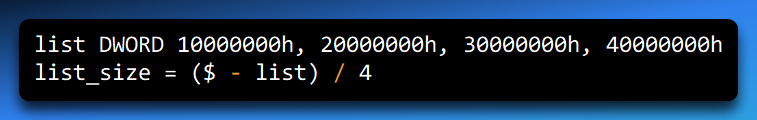 list DWORD 10000000h, 20000000h, 30000000h, 40000000h
list_size = ($ - list) / 4